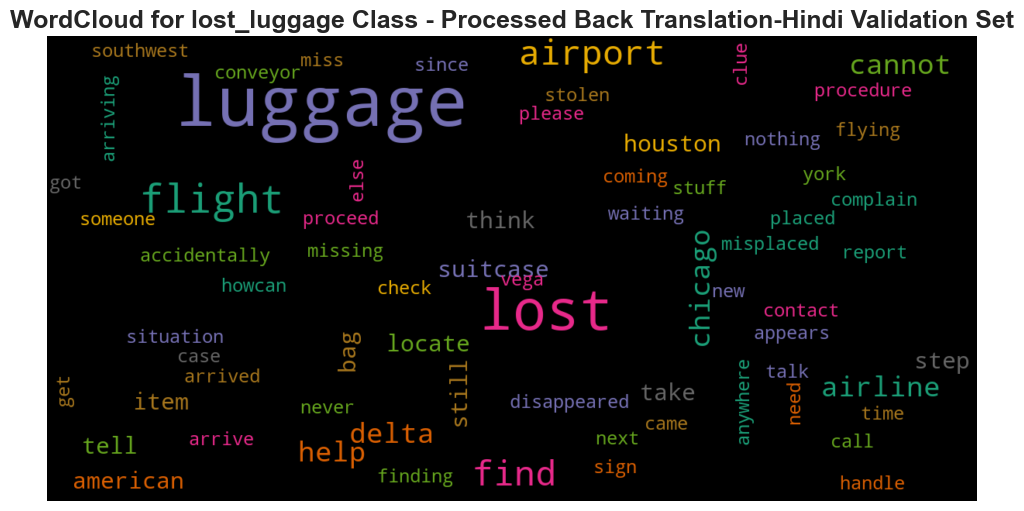 WordCloud for lost_luggage Class - Processed Back Translation-Hindi Validation Set
southwest
miss
conveyor
since
airport
clue
cannot
luggage
arriving
stolen
procedure
please
flying
houston
nothing
got
else
flight
coming
stuff
york
complain
someone
proceed
think
waiting
placed
accidentally
missing
suitcase
chicago
misplaced
report
howcan
check
vega
new
lost
contact
situation
case
bag
locate
appears
step
arrived
get
item
never
still
disappeared
take
anywhere
talk
need
airline
time
tell
arrive
help
delta
came
next
call
american
finding
find
sign
handle